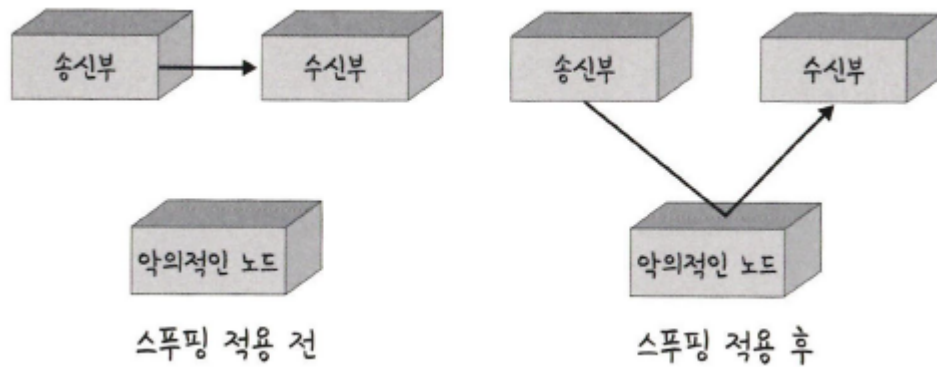 송신부 수신부 송신부 수신부
악의적인 노드 악의적인 노드
스푸핑 적용 전 스푸핑 적용 후